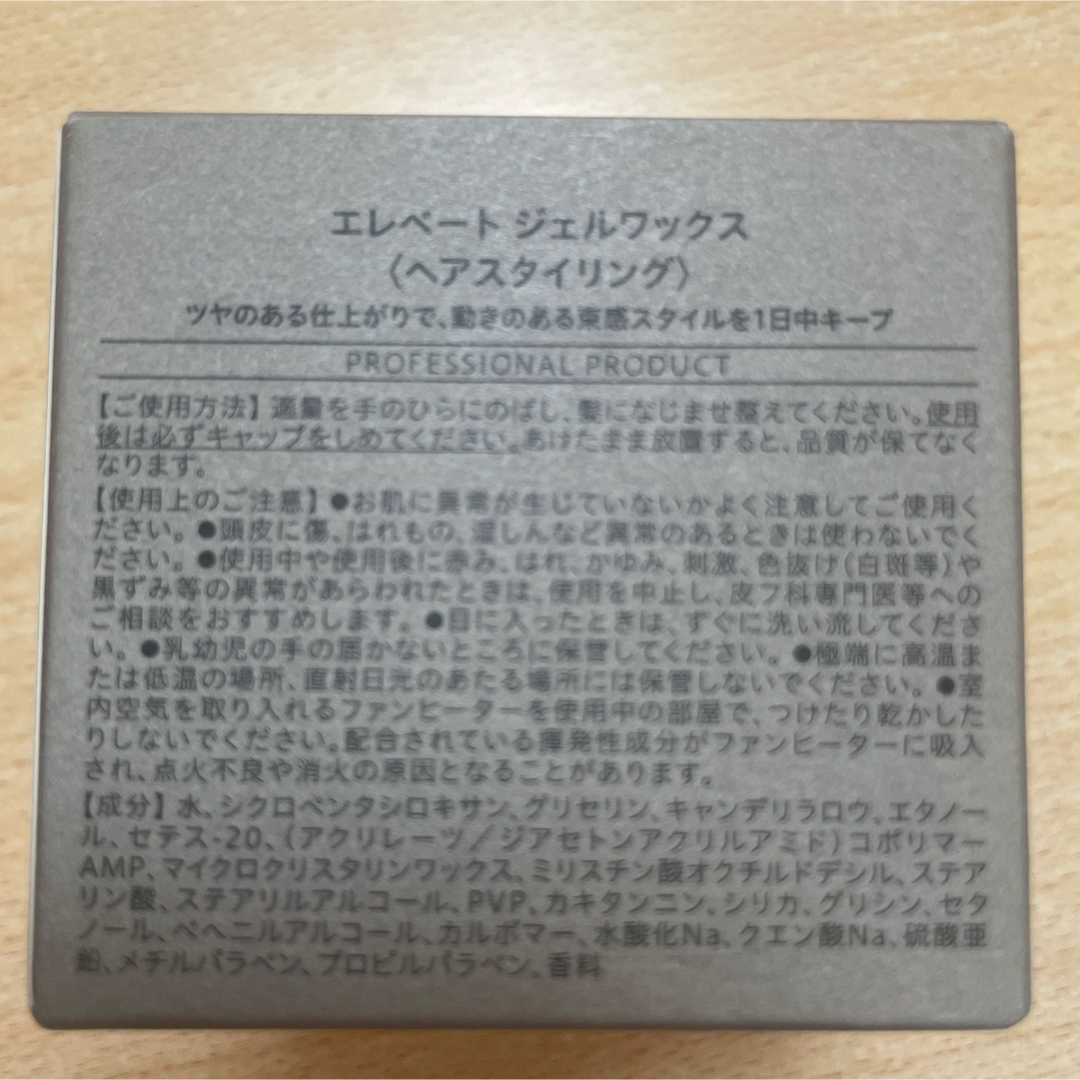 エレベート ジェルワックス
〈ヘアスタイリング〉
ツヤのある仕上がりで、動きのある束感スタイルを1日中キープ
PROFESSIONAL PRODUCT
【ご使用方法】適量を手のひらにのばし、髪になじませ整えてください。使用
後は必ずキャップをしめてください。あけたまま放置すると、品質が保てなく
なります。
【使用上のご注意】●お肌に異常が生じていないかよく注意してご使用く
ださい。●頭皮に傷、はれもの、湿しんなど異常のあるときは使わないでく
ださい。●使用中や使用後に赤み、はれ、かゆみ、刺激、色抜け(白斑等)や
黒ずみ等の異常があらわれたときは、使用を中止し、皮フ科専門医等への
ご相談をおすすめします。●目に入ったときは、すぐに洗い流してくださ
い。●乳幼児の手の届かないところに保管してください。●極端に高温ま
たは低温の場所、直射日光のあたる場所には保管しないでください。●室
内空気を取り入れるファンヒーターを使用中の部屋で、つけたり乾かした
りしないでください。配合されている揮発性成分がファンヒーターに吸入
され、点火不良や消火の原因となることがあります。
【成分】水、シクロペンタシロキサン、グリセリン、キャンデリラロウ、エタノー
ル、セテス-20、(アクリレーツ／ジアセトンアクリルアミド)コポリマー
AMP、マイクロクリスタリンワックス、ミリスチン酸オクチルドデシル、ステア
リン酸、ステアリルアルコール、PVP、カキタンニン、シリカ、グリシン、セタ
ノール、ベヘニルアルコール、カルボマー、水酸化Na、クエン酸Na、硫酸亜
鉛、メチルパラベン、プロピルパラベン、香料